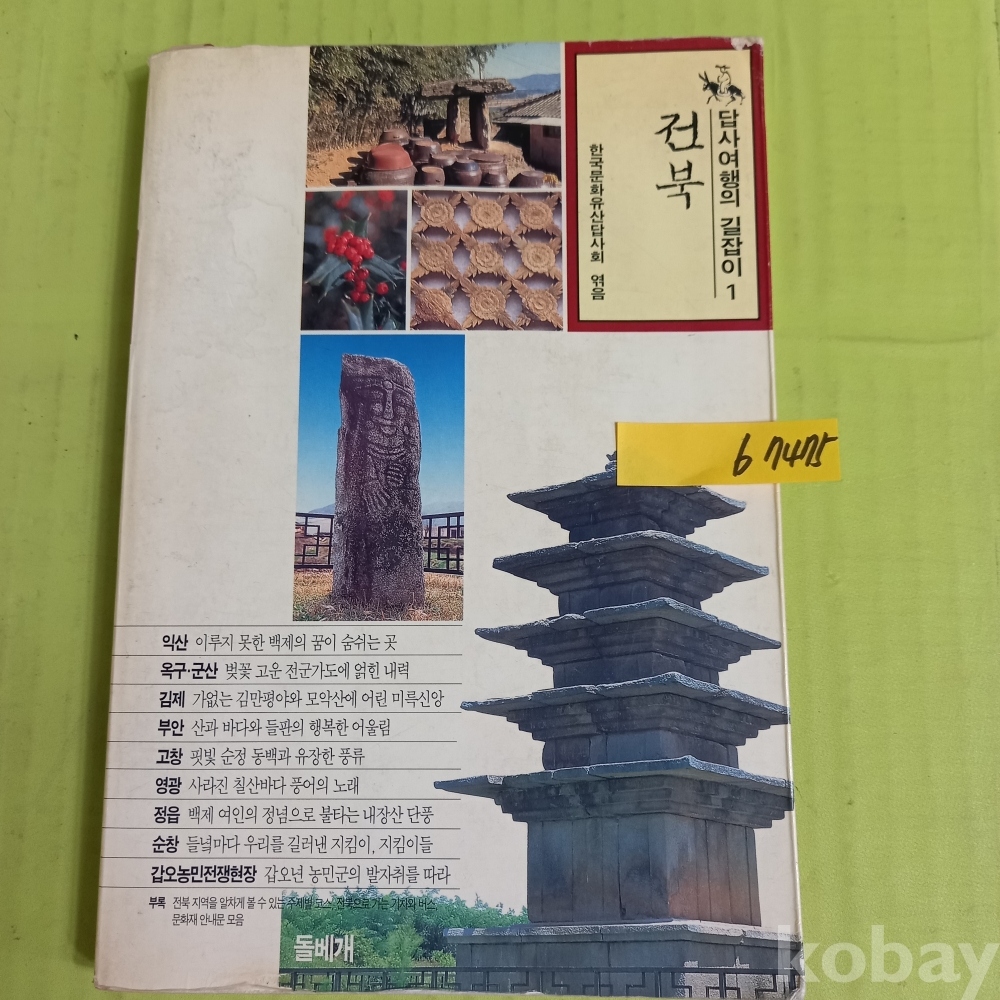 답사여행의 길잡이 1
전북
한국문화유산답사회 엮음
6 7475
익산 이루지 못한 백제의 꿈이 숨쉬는 곳
옥구·군산 벚꽃 고운 전군가도에 얽힌 내력
김제 가없는 김만평야와 모악산에 어린 미륵신앙
부안 산과 바다와 들판의 행복한 어울림
고창 핏빛 순정 동백과 유장한 풍류
영광 사라진 칠산바다 풍어의 노래
정읍 백제 여인의 정념으로 불타는 내장산 단풍
순창 들녘마다 우리를 길러낸 지킴이, 지킴이들
갑오농민전쟁현장 갑오년 농민군의 발자취를 따라
부록 전북 지역을 알차게 볼 수 있는 주제별 코스, 전북으로 가는 기차와 버스,
문화재 안내문 모음
돌베개
kobay